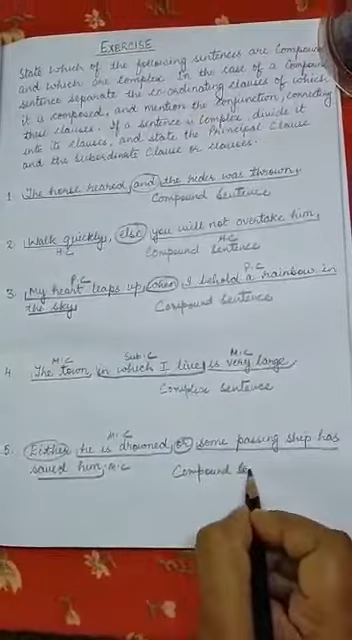 EXERCISE
State which of the following sentences are Compound
and which are complex. In the case of a Compound
sentence separate the co-ordinating clauses of which
it is composed, and mention the conjunction, connecting
these clauses. If a sentence is Complex, divide it
into its clauses, and state the Principal Clause
and the Subordinate Clause or clauses.
1. The horse reared, and the rider was thrown.
Compound Sentence
2. Walk quickly, else you will not overtake him.
M.C Compound Sentence M.C
P.C P.C
3. My heart leaps up, when I behold a rainbow in
the sky. Compound Sentence
M.C Sub.C M.C
4. The town, in which I live, is very large.
Complex Sentence
M.C
5. Either he is drowned, or some passing ship has
saved him. M.C Compound Se